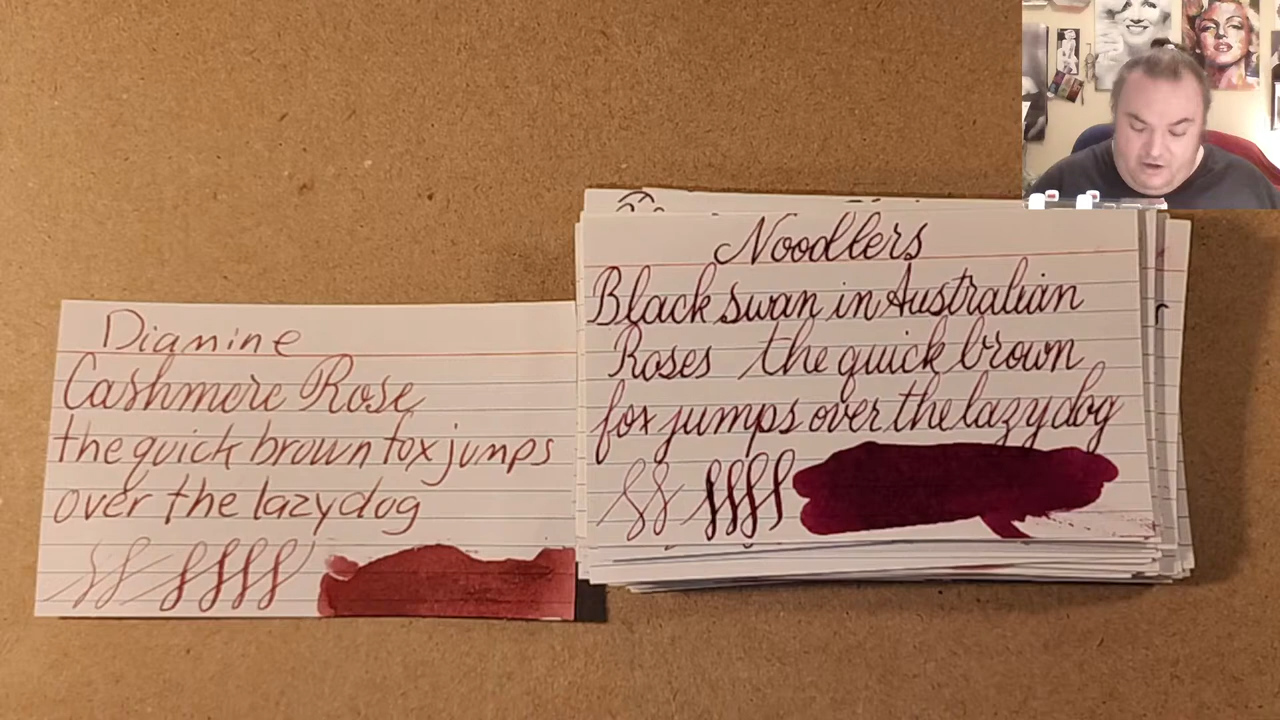 Diamine
Cashmere Rose
the quick brown fox jumps
over the lazy dog
Noodlers
Black swan in Australian
Roses the quick brown
fox jumps over the lazy dog